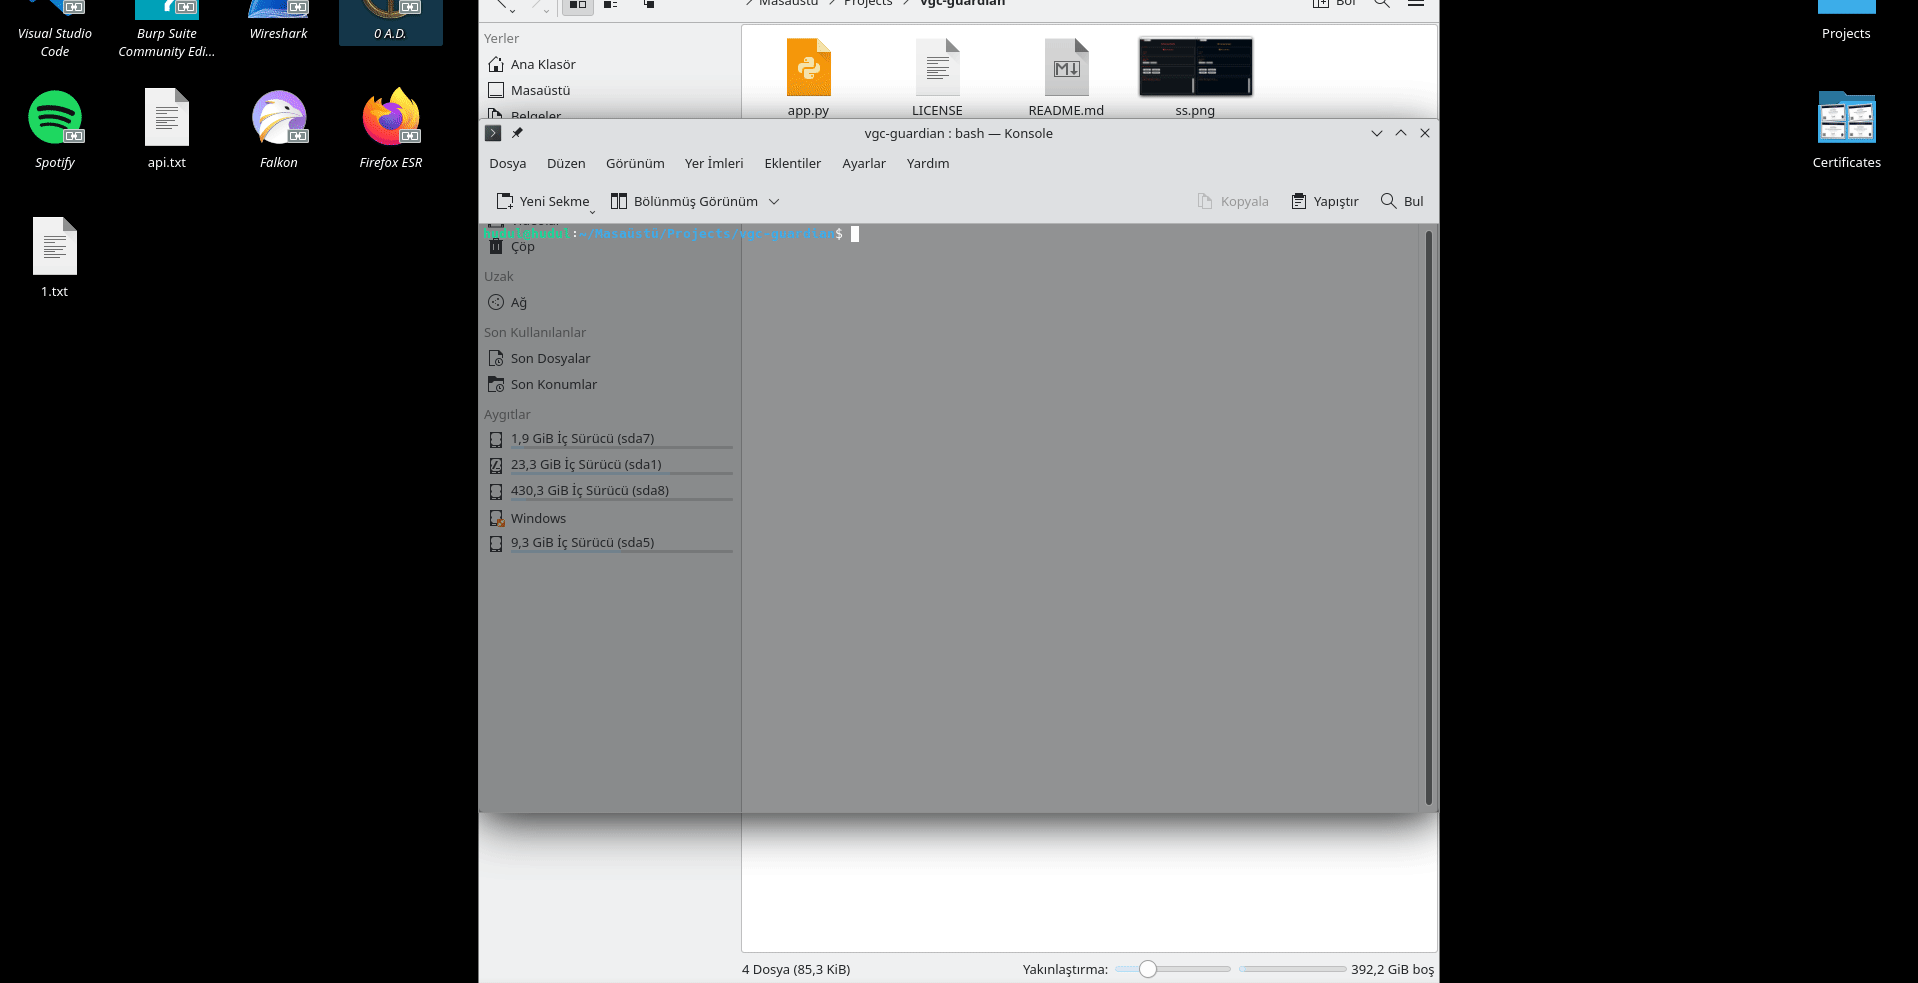 Visual Studio
Code
Burp Suite
Community Edi...
Wireshark
0 A.D.
Spotify
api.txt
Falkon
Firefox ESR
1.txt
Masaüstü
Projects
vgc-guardian
Böl
Yerler
Ana Klasör
Masaüstü
Belgeler
app.py
LICENSE
README.md
ss.png
vgc-guardian : bash — Konsole
Dosya
Düzen
Görünüm
Yer İmleri
Eklentiler
Ayarlar
Yardım
Yeni Sekme
Bölünmüş Görünüm
Kopyala
Yapıştır
Bul
hudul@hudul:~/Masaüstü/Projects/vgc-guardian$
Çöp
Uzak
Ağ
Son Kullanılanlar
Son Dosyalar
Son Konumlar
Aygıtlar
1,9 GiB İç Sürücü (sda7)
23,3 GiB İç Sürücü (sda1)
430,3 GiB İç Sürücü (sda8)
Windows
9,3 GiB İç Sürücü (sda5)
4 Dosya (85,3 KiB)
Yakınlaştırma:
392,2 GiB boş
Projects
Certificates